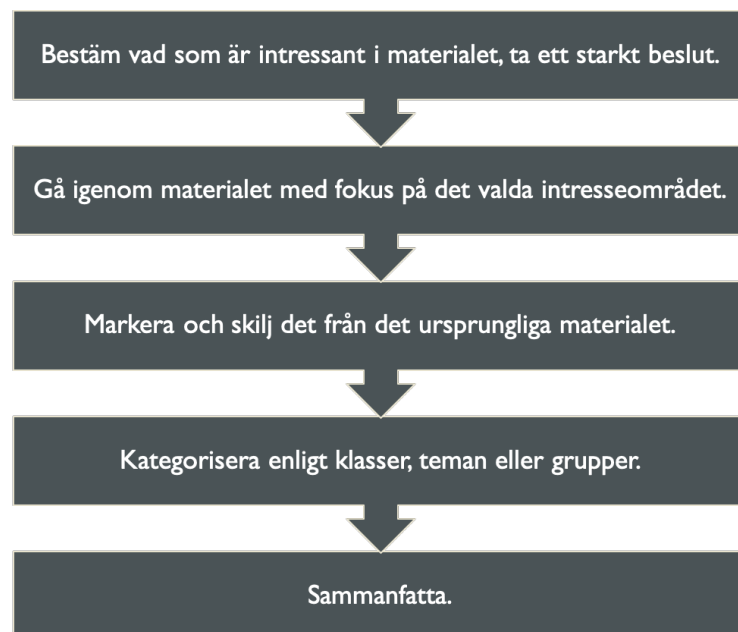 Bestäm vad som är intressant i materialet, ta ett starkt beslut.
Gå igenom materialet med fokus på det valda intresseområdet.
Markera och skilj det från det ursprungliga materialet.
Kategorisera enligt klasser, teman eller grupper.
Sammanfatta.